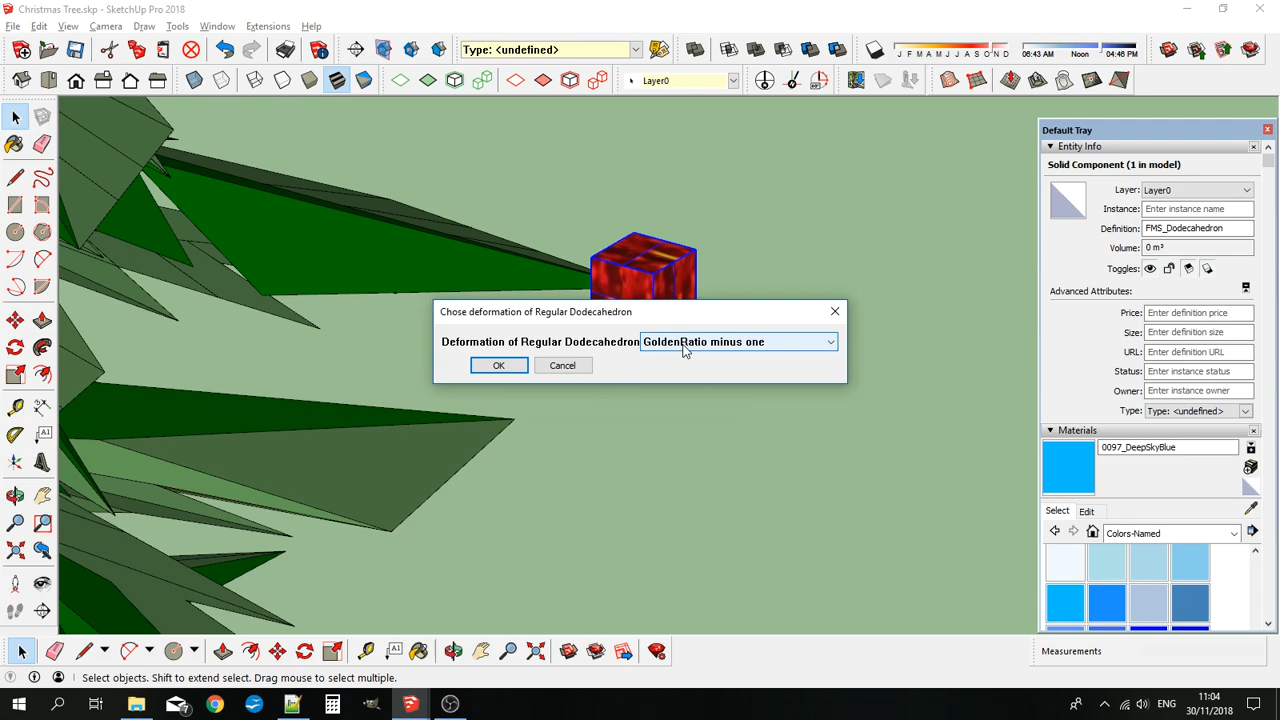 Christmas Tree.skp - SketchUp Pro 2018
File Edit View Camera Draw Tools Window Extensions Help
Type: <undefined>
J F M A M J J A S O N D
06:43 AM Noon 04:46 PM
Layer0
Default Tray
Entity Info
Solid Component (1 in model)
Layer: Layer0
Instance: Enter instance name
Definition: FMS_Dodecahedron
Volume: 0 m³
Toggles:
Advanced Attributes:
Price: Enter definition price
Size: Enter definition size
URL: Enter definition URL
Status: Enter instance status
Owner: Enter instance owner
Type: Type: <undefined>
Chose deformation of Regular Dodecahedron
Deformation of Regular Dodecahedron GoldenRatio minus one
OK Cancel
Materials
0097_DeepSkyBlue
Select Edit
Colors-Named
A1
A1
Measurements
Select objects. Shift to extend select. Drag mouse to select multiple.
7
ENG
11:04
30/11/2018